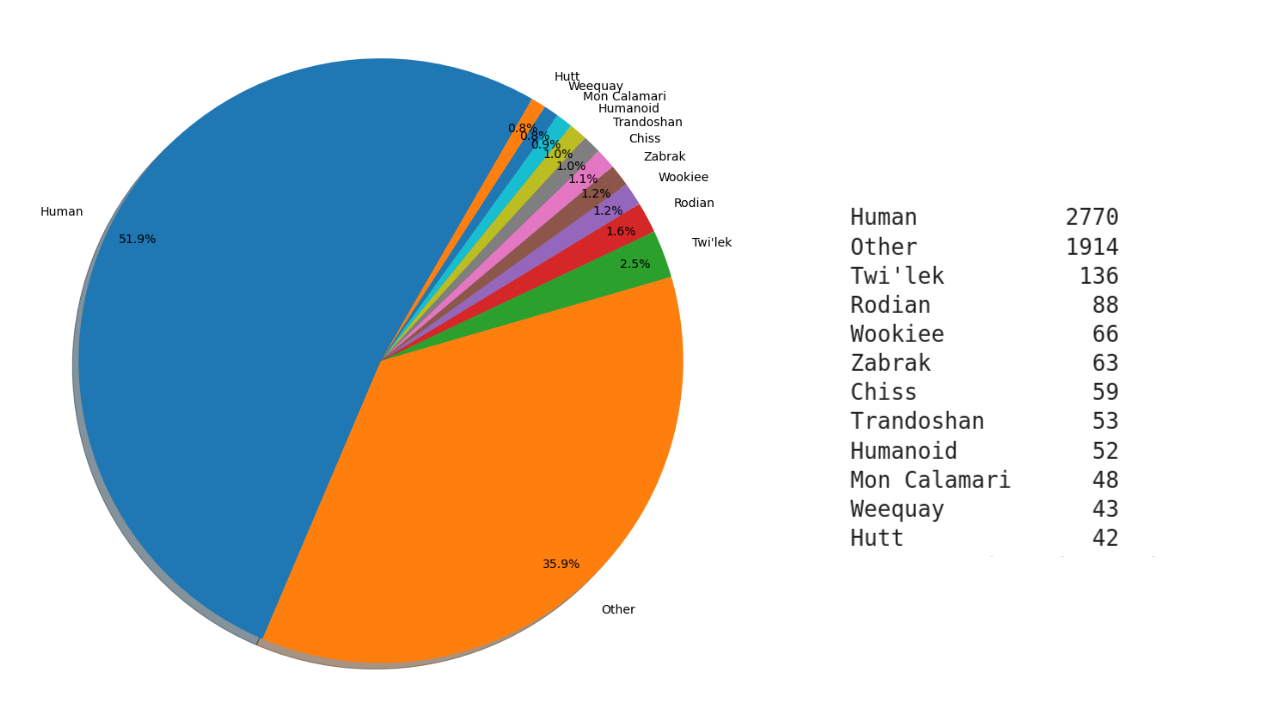 Hutt
Weequay
Mon Calamari
Humanoid
Trandoshan
Chiss
Zabrak
Wookiee
Rodian
Twi'lek
Human
Other
0.8%
0.8%
0.9%
1.0%
1.0%
1.1%
1.2%
1.2%
1.6%
2.5%
51.9%
35.9%
Human 2770
Other 1914
Twi'lek 136
Rodian 88
Wookiee 66
Zabrak 63
Chiss 59
Trandoshan 53
Humanoid 52
Mon Calamari 48
Weequay 43
Hutt 42